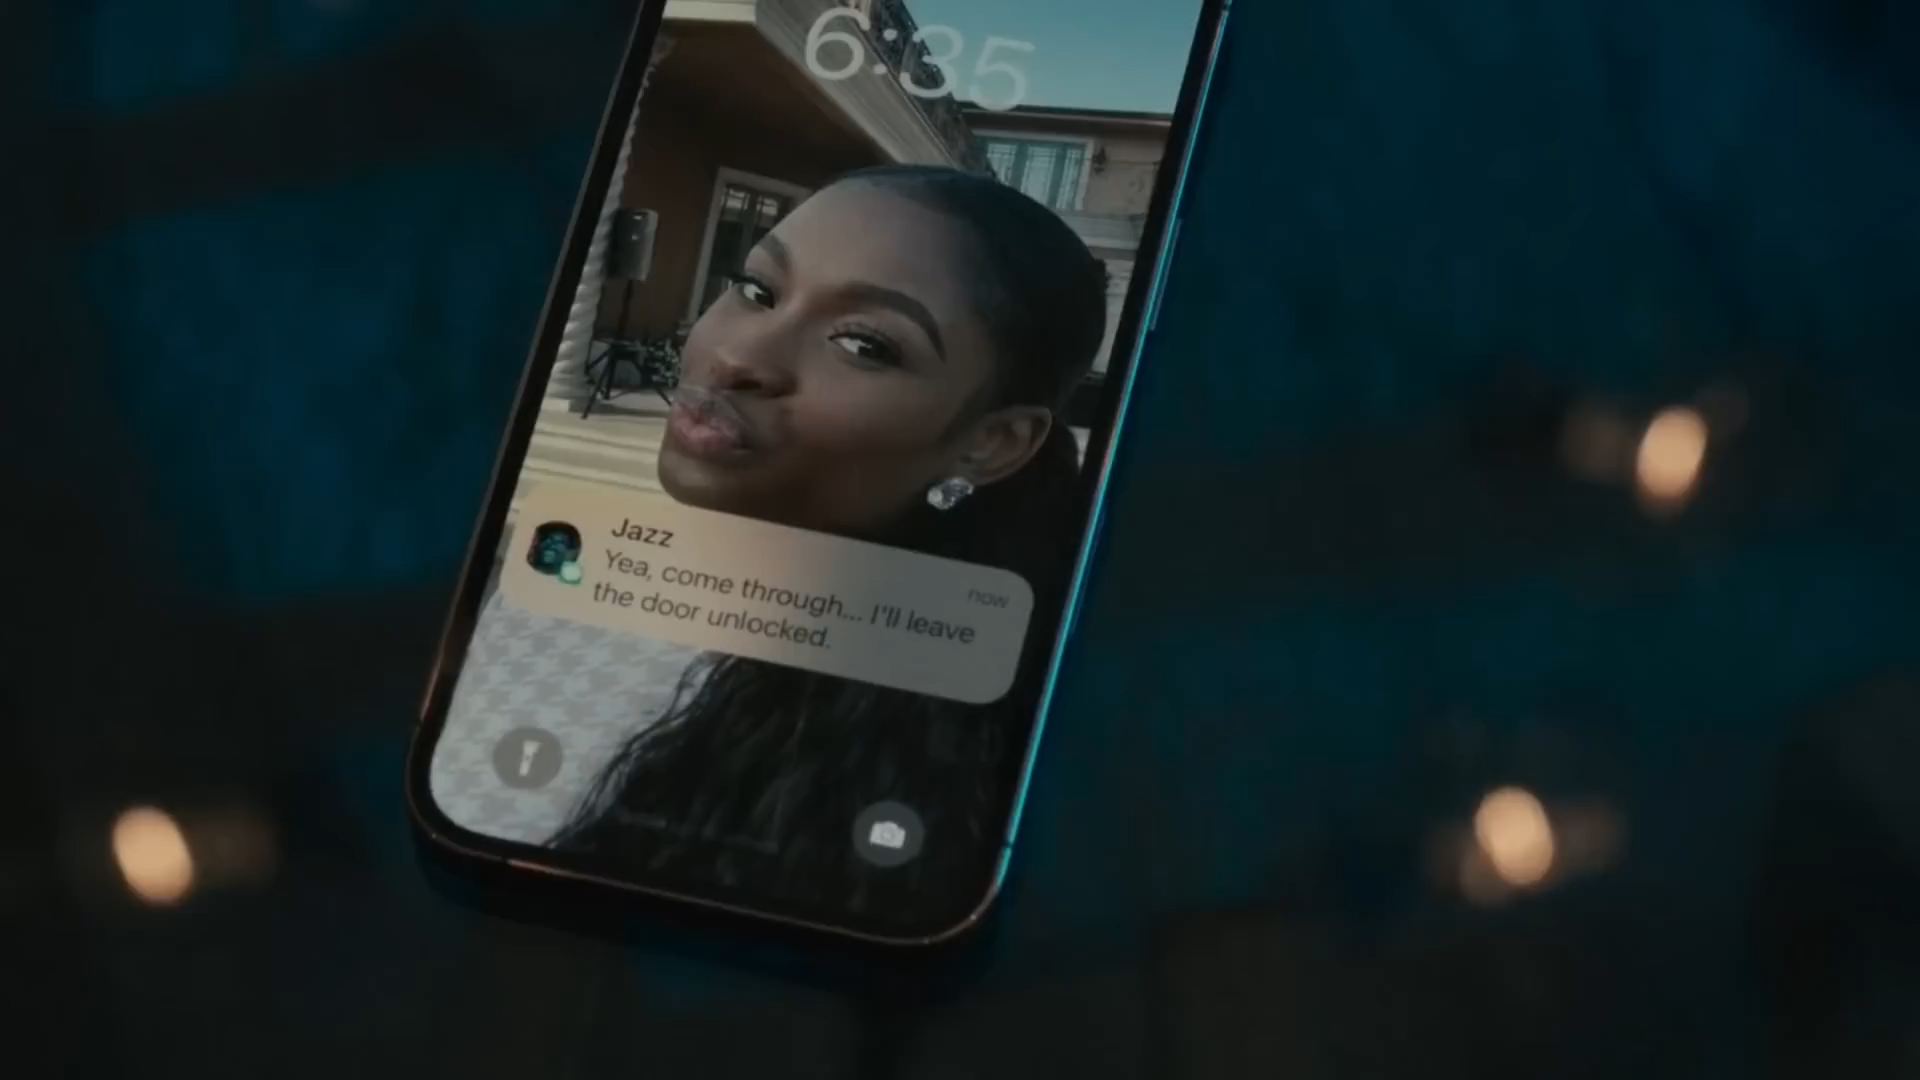 6:35
Jazz
now
Yea, come through... I'll leave
the door unlocked.